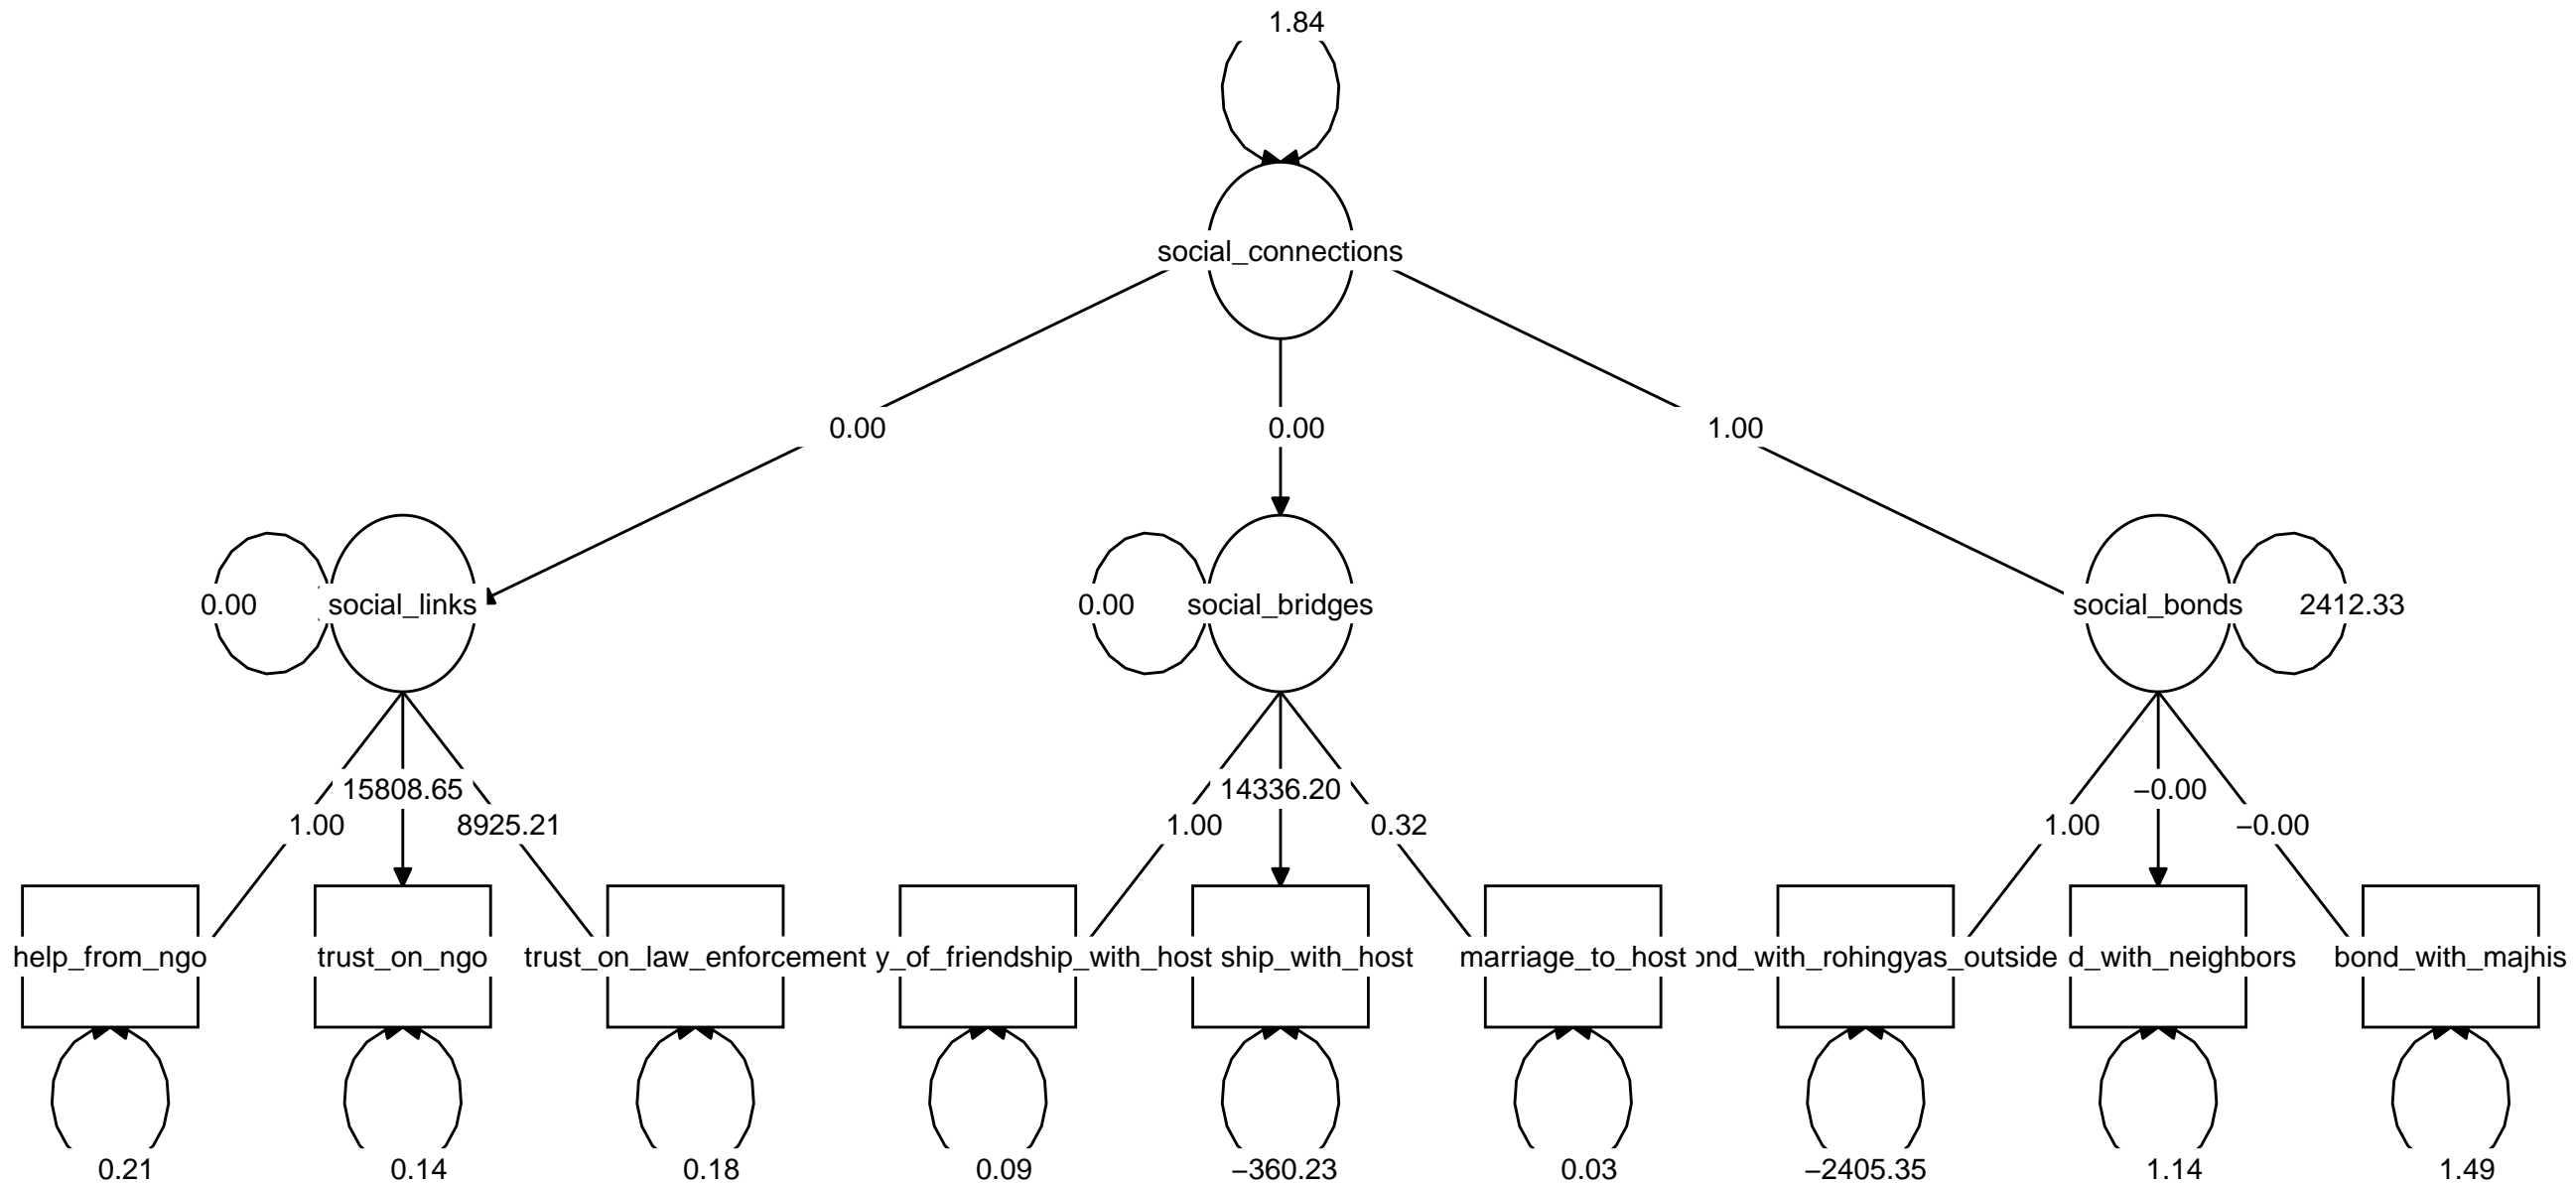 1.84
social_connections
0.00
0.00
1.00
0.00
social_links
0.00
social_bridges
social_bonds
2412.33
15808.65
14336.20
−0.00
1.00
8925.21
1.00
0.32
1.00
−0.00
help_from_ngo
trust_on_ngo
trust_on_law_enforcement
y_of_friendship_with_host
ship_with_host
marriage_to_host
ond_with_rohingyas_outside
d_with_neighbors
bond_with_majhis
0.21
0.14
0.18
0.09
−360.23
0.03
−2405.35
1.14
1.49